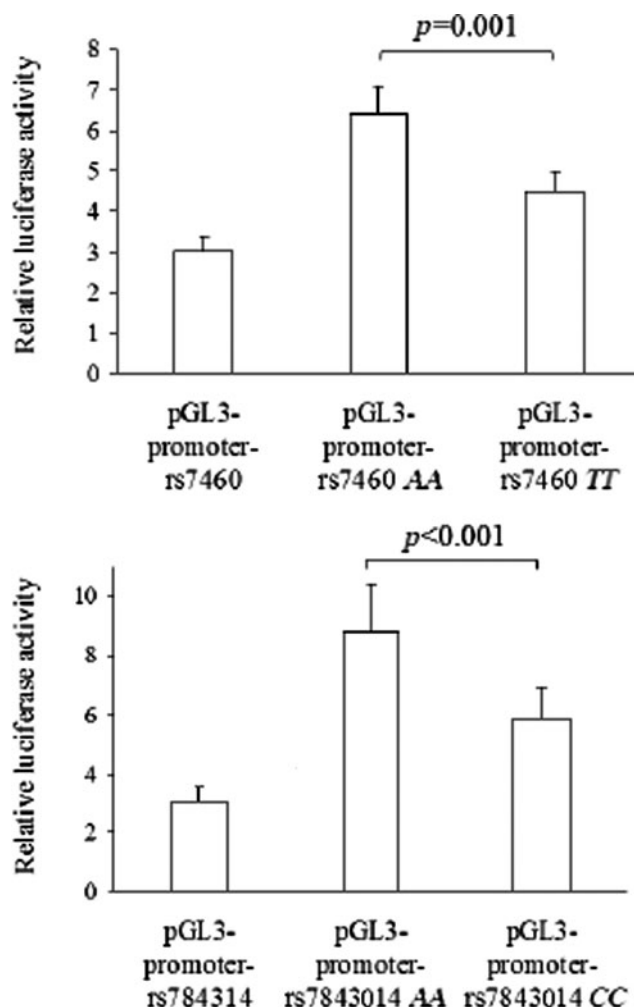 p=0.001
Relative luciferase activity
8
7
6
5
4
3
2
1
0
pGL3-
promoter-
rs7460
pGL3-
promoter-
rs7460 AA
pGL3-
promoter-
rs7460 TT
p<0.001
Relative luciferase activity
10
8
6
4
2
0
pGL3-
promoter-
rs784314
pGL3-
promoter-
rs7843014 AA
pGL3-
promoter-
rs7843014 CC